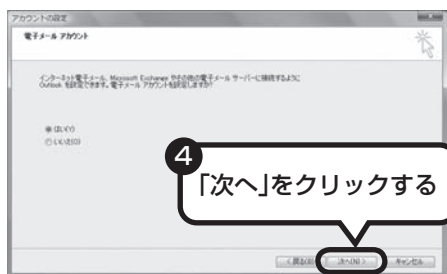 アカウントの設定
電子メール アカウント
インターネット電子メール、Microsoft Exchange やその他の電子メール サーバーに接続するように
Outlook を設定できます。電子メール アカウントを設定しますか?
はい(Y)
いいえ(O)
4
「次へ」をクリックする
< 戻る(B)
次へ(N) >
キャンセル